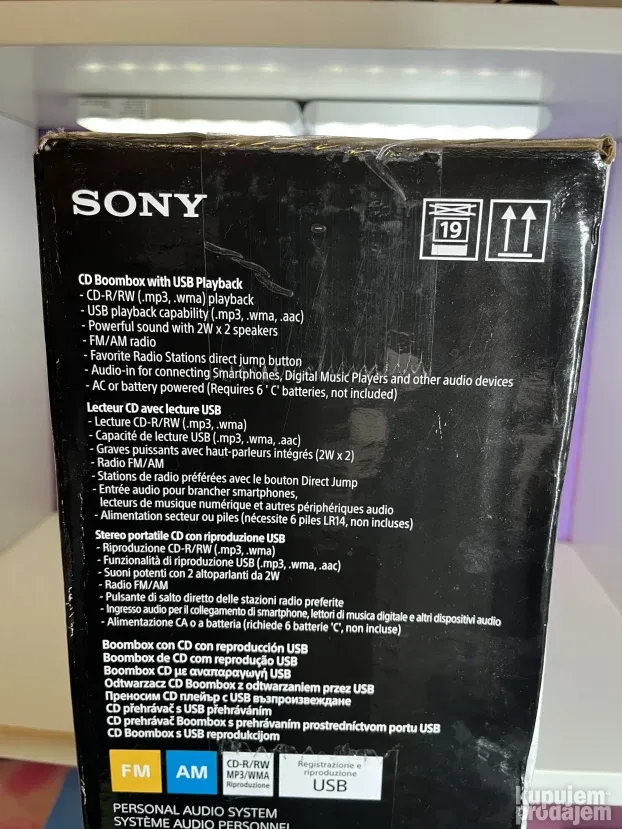 SONY
19
CD Boombox with USB Playback
- CD-R/RW (.mp3, .wma) playback
- USB playback capability (.mp3, .wma, .aac)
- Powerful sound with 2W x 2 speakers
- FM/AM radio
- Favorite Radio Stations direct jump button
- Audio-in for connecting Smartphones, Digital Music Players and other audio devices
- AC or battery powered (Requires 6 ' C' batteries, not included)
Lecteur CD avec lecture USB
- Lecture CD-R/RW (.mp3, .wma)
- Capacité de lecture USB (.mp3, .wma, .aac)
- Graves puissants avec haut-parleurs intégrés (2W x 2)
- Radio FM/AM
- Stations de radio préférées avec le bouton Direct Jump
- Entrée audio pour brancher smartphones,
lecteurs de musique numérique et autres périphériques audio
- Alimentation secteur ou piles (nécessite 6 piles LR14, non incluses)
Stereo portatile CD con riproduzione USB
- Riproduzione CD-R/RW (.mp3, .wma)
- Funzionalità di riproduzione USB (.mp3, .wma, .aac)
- Suoni potenti con 2 altoparlanti da 2W
- Radio FM/AM
- Pulsante di salto diretto delle stazioni radio preferite
- Ingresso audio per il collegamento di smartphone, lettori di musica digitale e altri dispositivi audio
- Alimentazione CA o a batteria (richiede 6 batterie 'C', non incluse)
Boombox con CD con reproducción USB
Boombox de CD com reprodução USB
Boombox CD με αναπαραγωγή USB
Odtwarzacz CD Boombox z odtwarzaniem przez USB
Преносим CD плейър с USB възпроизвеждане
CD přehrávač s USB přehráváním
CD prehrávač Boombox s prehrávaním prostredníctvom portu USB
CD Boombox s USB reprodukcijom
FM
AM
CD-R/RW
MP3/WMA
Riproduzione
Registrazione e
riproduzione
USB
PERSONAL AUDIO SYSTEM
SYSTÈME AUDIO PERSONNEL
kupujem
prodajem